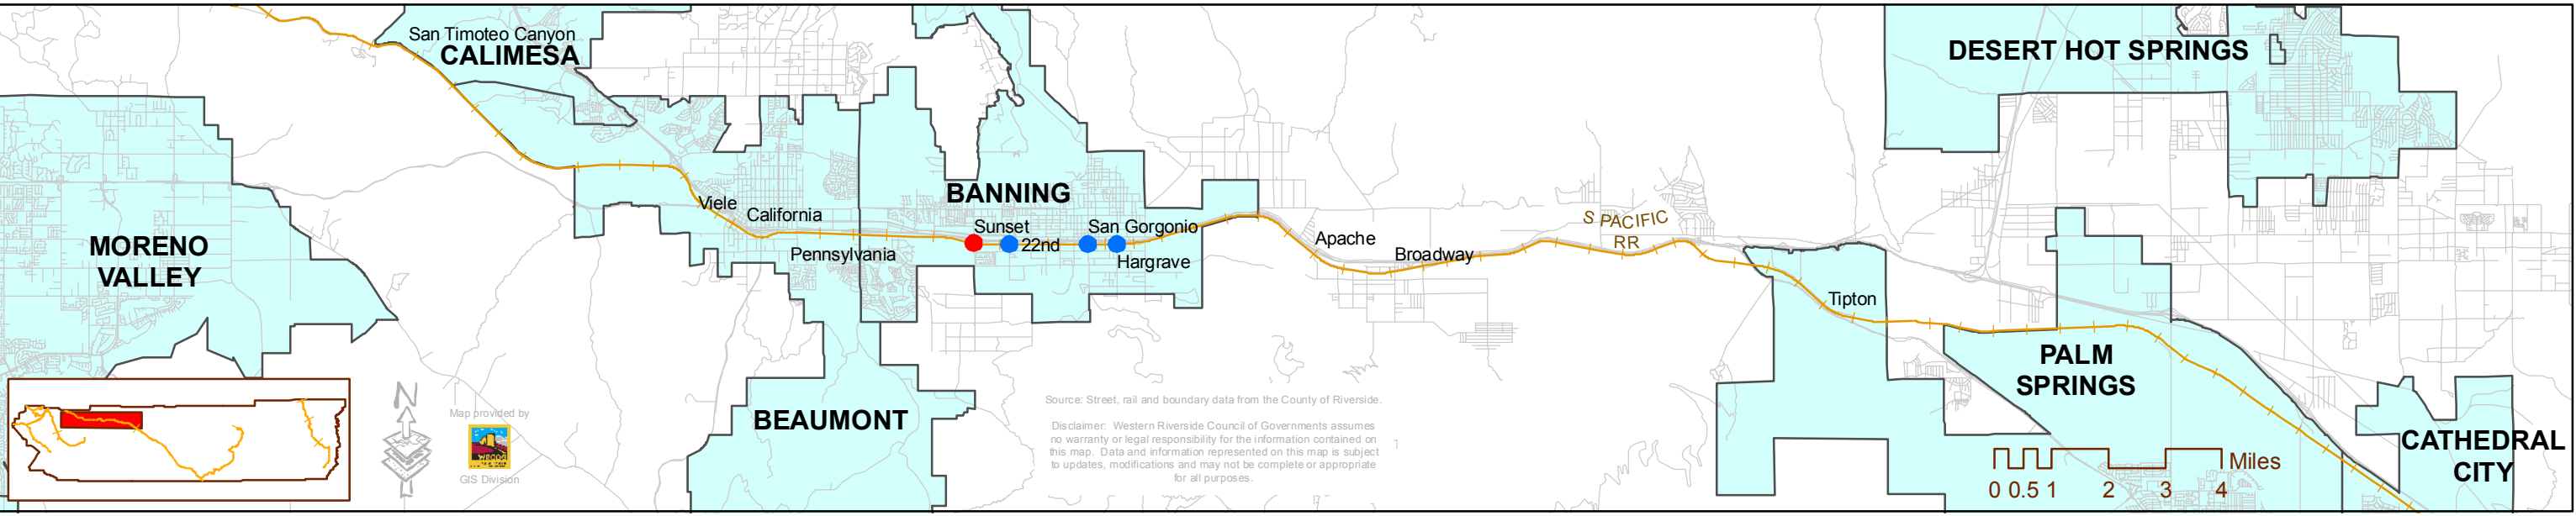 San Timoteo Canyon
CALIMESA
DESERT HOT SPRINGS
MORENO
VALLEY
Viele
California
Pennsylvania
BANNING
Sunset
22nd
San Gorgonio
Hargrave
Apache
Broadway
S PACIFIC
RR
Tipton
PALM
SPRINGS
BEAUMONT
CATHEDRAL
CITY
N
Map provided by
WRCOG
GIS Division
Source: Street, rail and boundary data from the County of Riverside.
Disclaimer: Western Riverside Council of Governments assumes
no warranty or legal responsibility for the information contained on
this map. Data and information represented on this map is subject
to updates, modifications and may not be complete or appropriate
for all purposes.
Miles
0 0.5 1 2 3 4